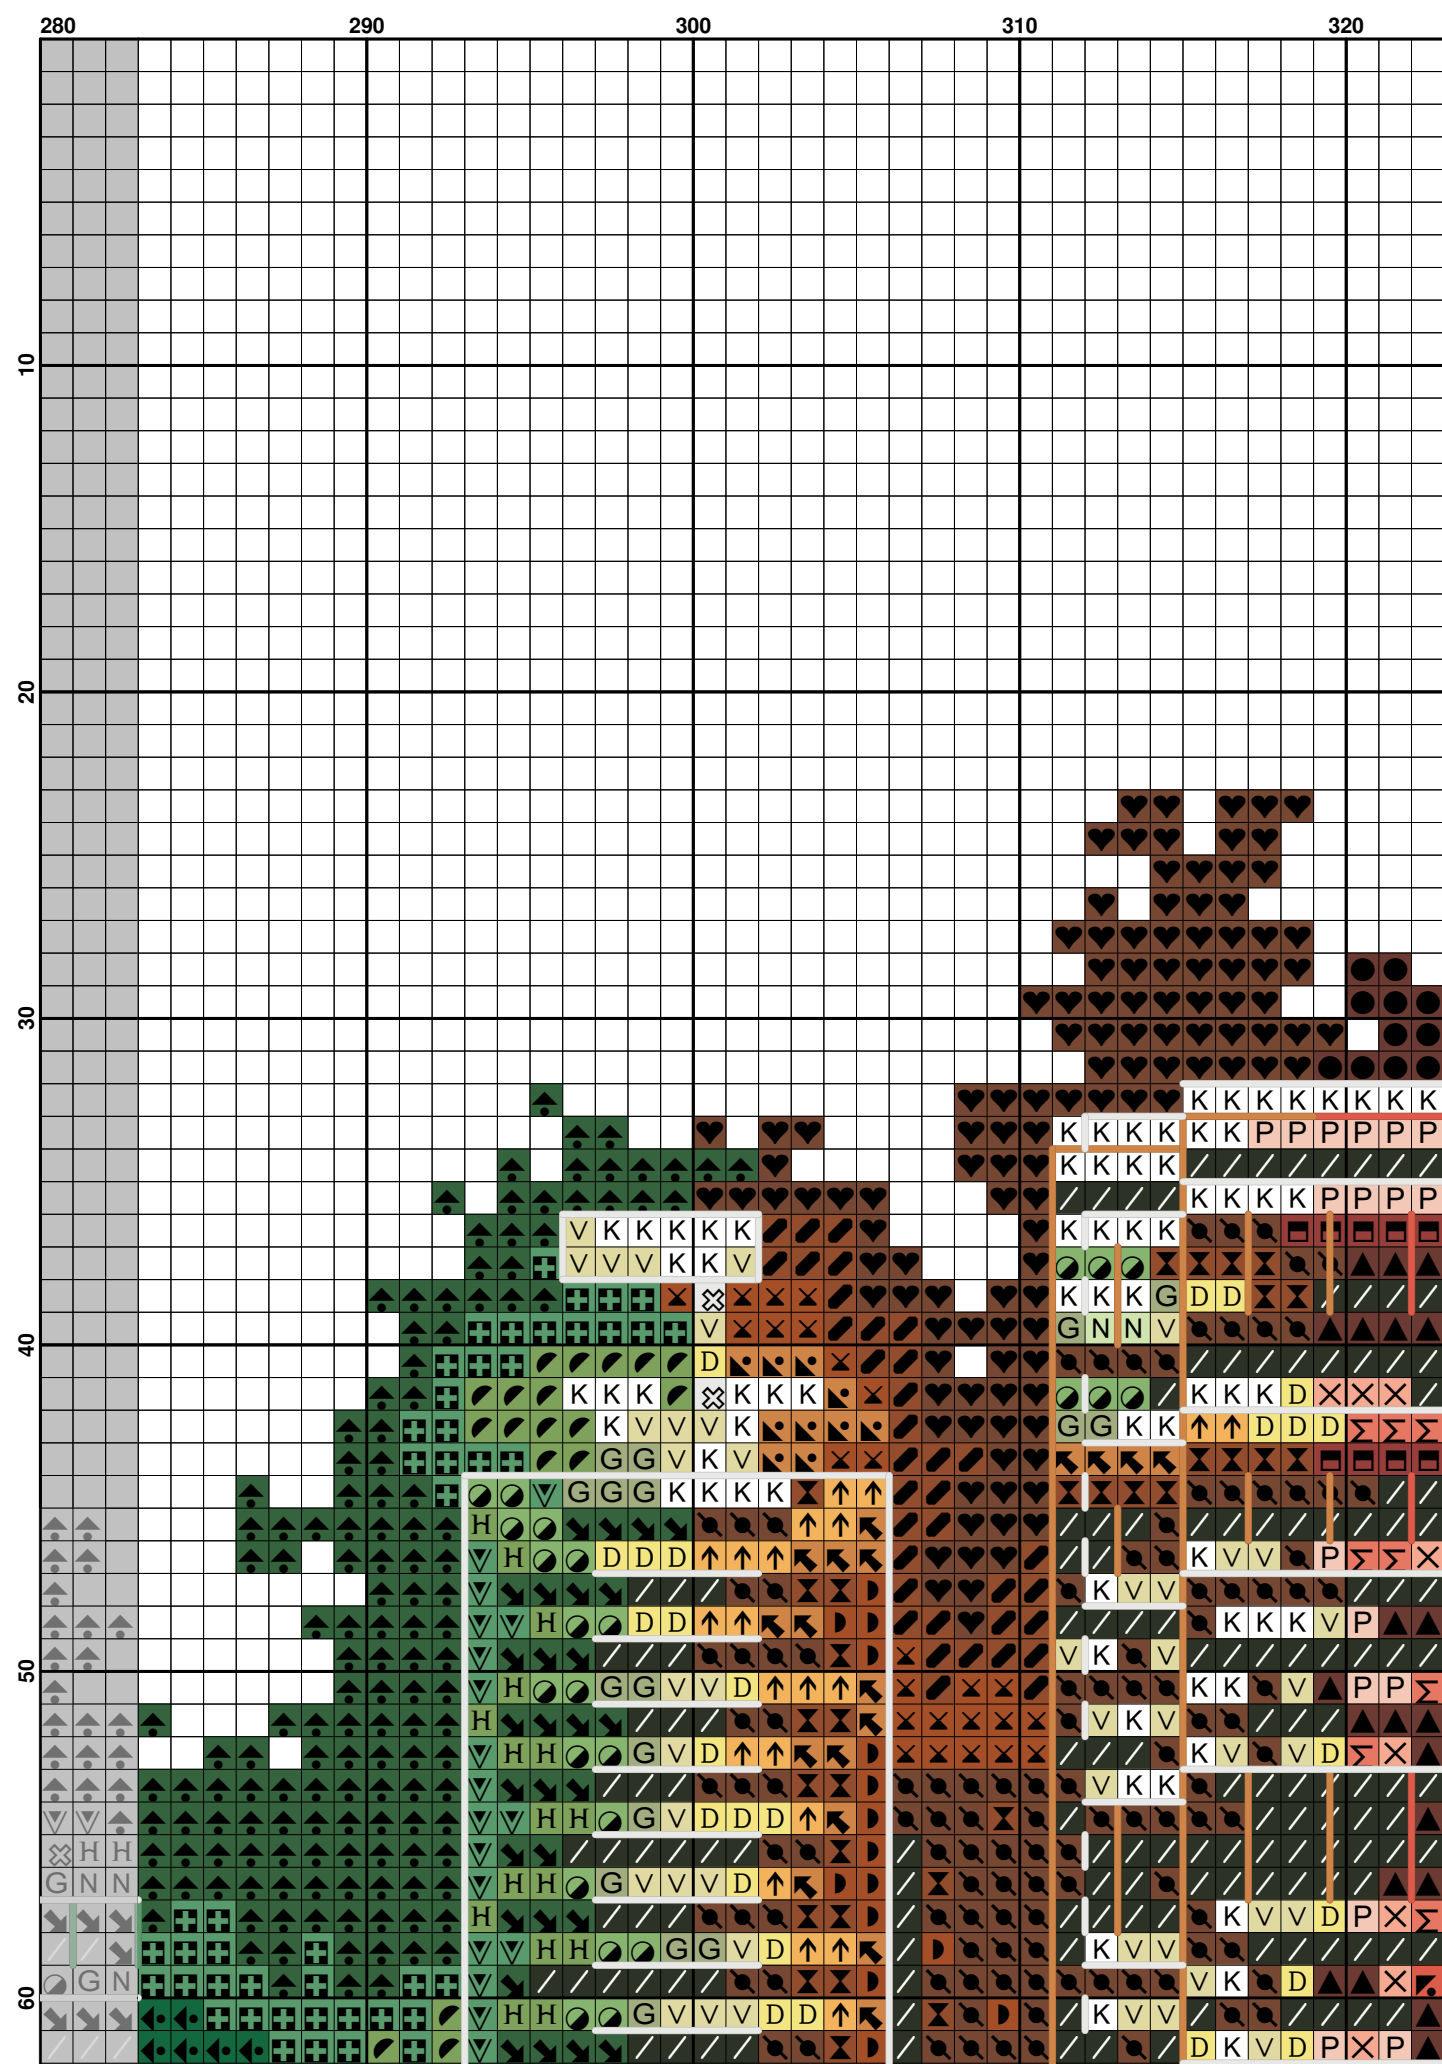 280 290 300 310 320
10
20
30
K K K K K K K K
K K K K K K P P P P P P
K K K K
K K K K P P P P
V K K K K K K K K K
V V V K K V
K K K G D D
V G N N V
40
D
K K K K K K K K K D
K V V V K G G K K D D D Σ Σ Σ
G G V K V
G G G K K K K
H
H D D D K V V P Σ Σ
V K V V
H D D K K K V P
V K V
50
H G G V V D K K V P P Σ
H V K V
H H G V D K V V D Σ
V K K
H H G V D D D
H H
G N N H H G V V V D
H K V V D P Σ
H H G G V D K V V
G N V K D
60
H H G V V V D D K V V
D K V D P P